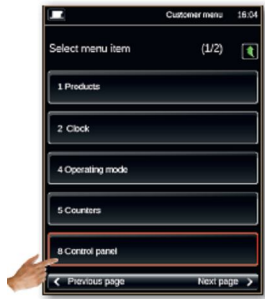 Customer menu 16:04
Select menu item (1/2)
1 Products
2 Clock
4 Operating mode
5 Counters
8 Control panel
Previous page Next page